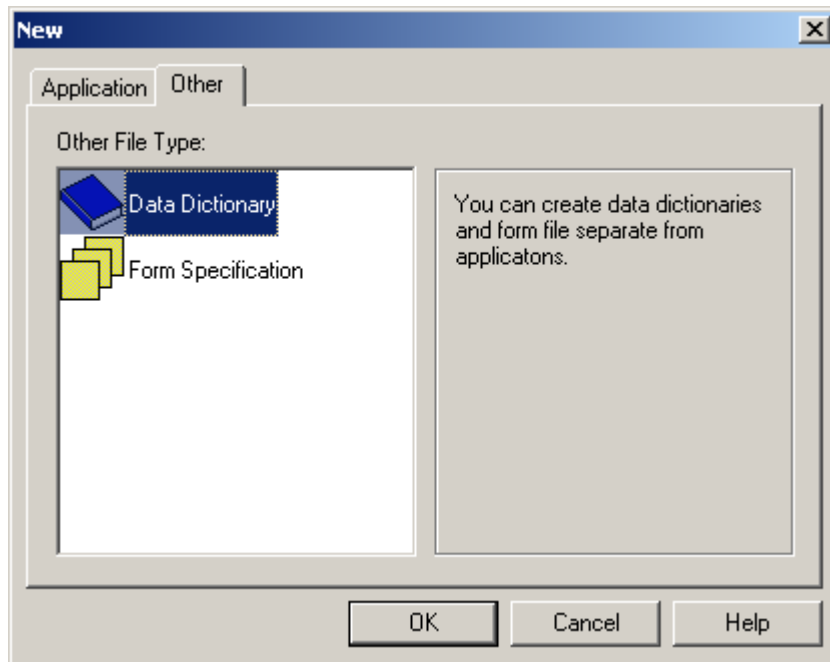 New
Application Other
Other File Type:
Data Dictionary
Form Specification
You can create data dictionaries
and form file separate from
applicatons.
OK Cancel Help